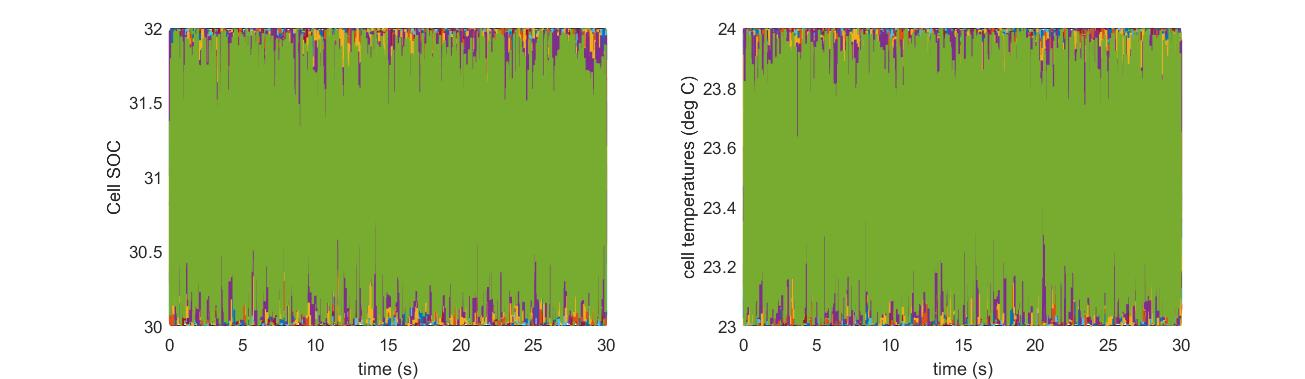 32
31.5
31
30.5
30
Cell SOC
0 5 10 15 20 25 30
time (s)
24
23.8
23.6
23.4
23.2
23
cell temperatures (deg C)
0 5 10 15 20 25 30
time (s)